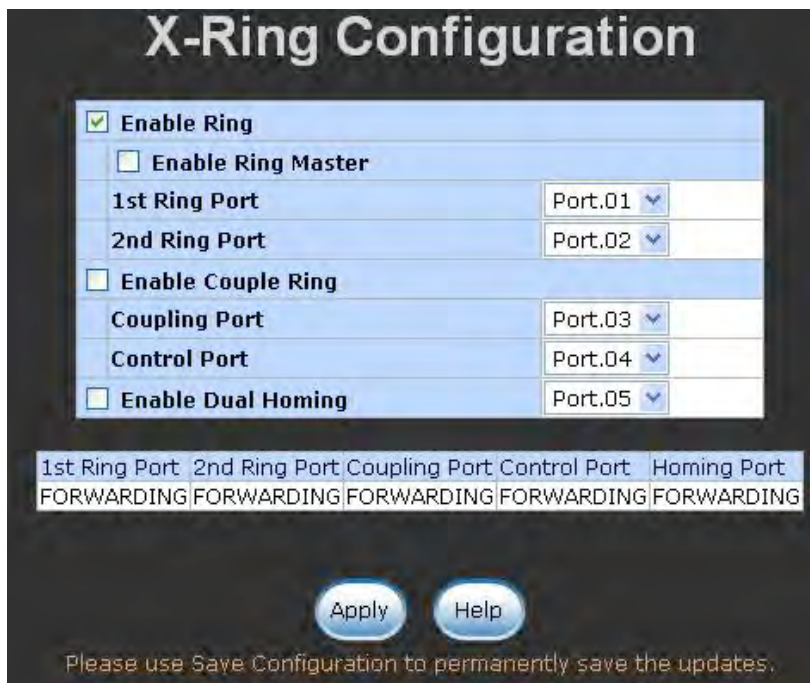 X-Ring Configuration
Enable Ring
Enable Ring Master
1st Ring Port Port.01
2nd Ring Port Port.02
Enable Couple Ring
Coupling Port Port.03
Control Port Port.04
Enable Dual Homing Port.05
1st Ring Port 2nd Ring Port Coupling Port Control Port Homing Port
FORWARDING FORWARDING FORWARDING FORWARDING FORWARDING
Apply Help
Please use Save Configuration to permanently save the updates.